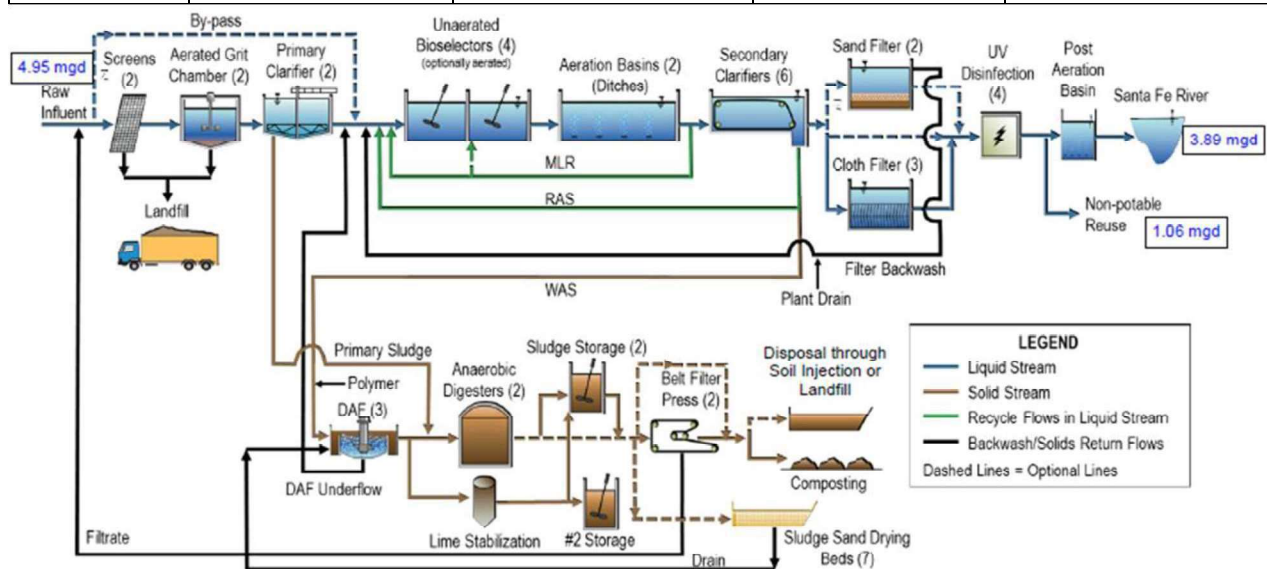 By-pass
4.95 mgd
Raw
Influent
Screens
(2)
Aerated Grit
Chamber (2)
Primary
Clarifier (2)
Unaerated
Bioselectors (4)
(optionally aerated)
Aeration Basins (2)
(Ditches)
Secondary
Clarifiers (6)
Sand Filter (2)
UV
Disinfection
(4)
Post
Aeration
Basin
Santa Fe River
3.89 mgd
MLR
RAS
Cloth Filter (3)
Non-potable
Reuse
1.06 mgd
Landfill
Filter Backwash
Plant Drain
WAS
Primary Sludge
Polymer
DAF (3)
DAF Underflow
Anaerobic
Digesters (2)
Sludge Storage (2)
Belt Filter
Press (2)
Disposal through
Soil Injection or
Landfill
Composting
Lime Stabilization
#2 Storage
Sludge Sand Drying
Beds (7)
Filtrate
Drain
LEGEND
Liquid Stream
Solid Stream
Recycle Flows in Liquid Stream
Backwash/Solids Return Flows
Dashed Lines = Optional Lines